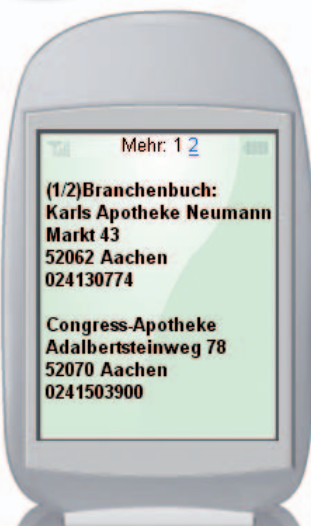 Mehr: 1 2
(1/2)Branchenbuch:
Karls Apotheke Neumann
Markt 43
52062 Aachen
024130774
Congress-Apotheke
Adalbertsteinweg 78
52070 Aachen
0241503900